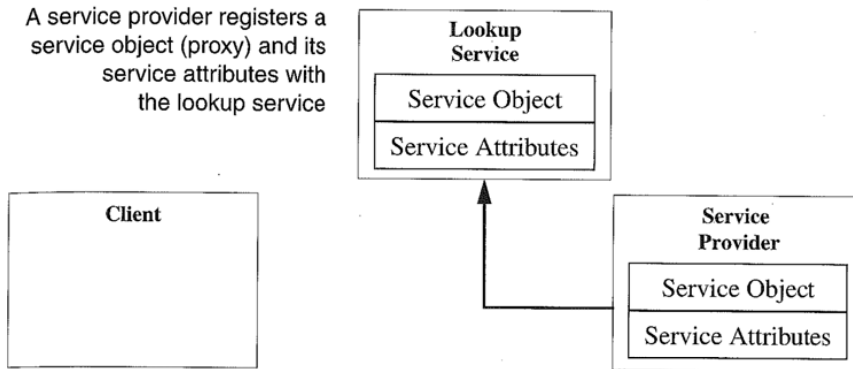 A service provider registers a
service object (proxy) and its
service attributes with
the lookup service
Lookup
Service
Service Object
Service Attributes
Client
Service
Provider
Service Object
Service Attributes